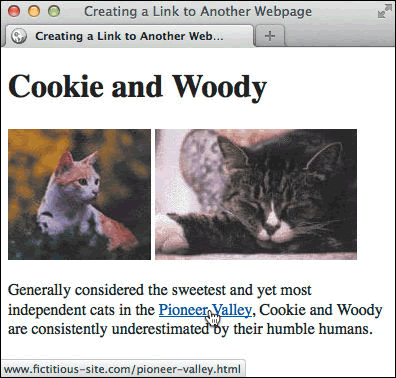 Creating a Link to Another Webpage
Creating a Link to Another Web...
Cookie and Woody
Generally considered the sweetest and yet most
independent cats in the Pioneer Valley, Cookie and Woody
are consistently underestimated by their humble humans.
www.fictitious-site.com/pioneer-valley.html